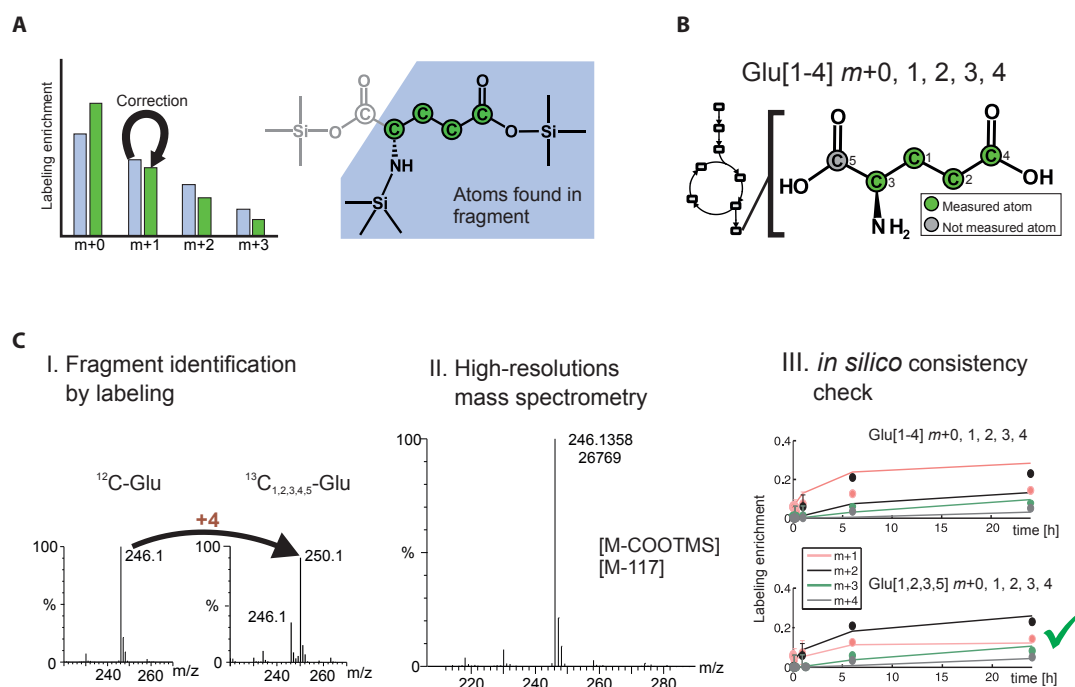 A
Labeling enrichment
Correction
m+0 m+1 m+2 m+3
O
O
C
C
C
C
C
Si
O
O
Si
NH
Si
Atoms found in
fragment
B
Glu[1-4] m+0, 1, 2, 3, 4
O
O
C 5
C 1
C 4
HO
C 3
C 2
OH
N H₂
Measured atom
Not measured atom
C
I. Fragment identification
by labeling
¹²C-Glu
¹³C₁,₂,₃,₄,₅-Glu
+4
100
246.1
%
240 260
100
250.1
246.1
%
240 260
m/z
II. High-resolutions
mass spectrometry
100
246.1358
26769
%
[M-COOTMS]
[M-117]
220 240 260 280
m/z
III. in silico consistency
check
Labeling enrichment
0.4
Glu[1-4] m+0, 1, 2, 3, 4
0.2
0
0 5 10 15 20
time [h]
m+1
m+2
m+3
m+4
0.4
Glu[1,2,3,5] m+0, 1, 2, 3, 4
0.2
0
0 5 10 15 20
time [h]